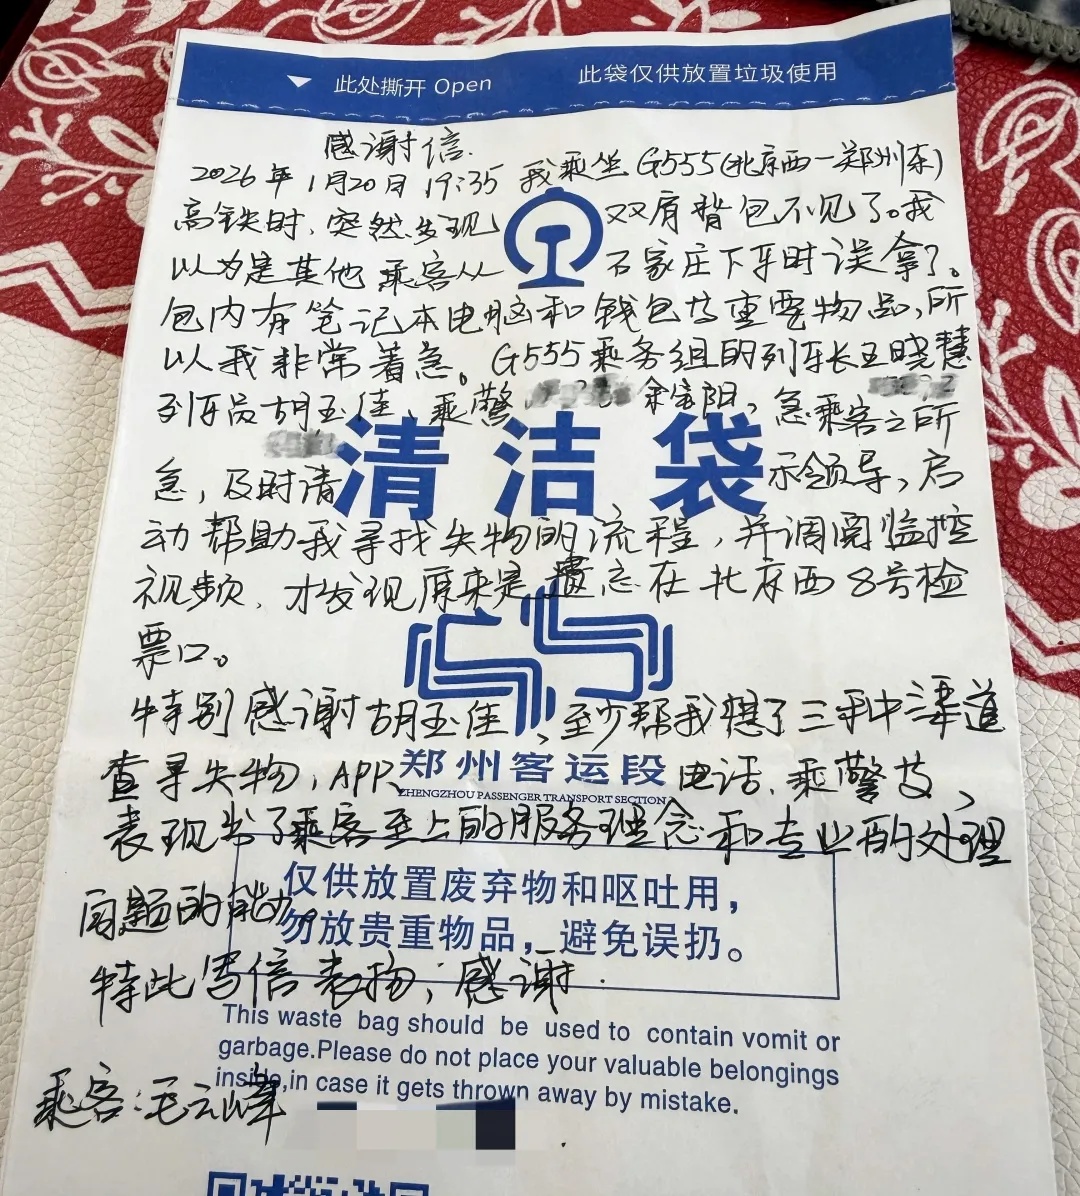 此处撕开 Open
此袋仅供放置垃圾使用
感谢信
2026年1月20日19:35 我乘坐G555(北京西—郑州东)
高铁时,突然发现双肩背包不见了。我
以为是其他乘客从石家庄下车时误拿了。
包内有笔记本电脑和钱包等重要物品,所
以我非常着急。G555乘务组的列车长王晓慧
列车员胡玉佳、乘警 余宝阳,急乘客之所
急,及时请示领导,启
动帮助我寻找失物的流程,并调阅监控
视频,才发现原来是遗忘在北京西8号检
票口。
特别感谢胡玉佳,至少帮我想了三种渠道
查寻失物,APP、电话、乘警等,
表现出了乘客至上的服务理念和专业的处理
问题的能力。
特此写信表扬,感谢.
乘客:毛云峰
清洁袋
郑州客运段
ZHENGZHOU PASSENGER TRANSPORT SECTION
仅供放置废弃物和呕吐用,
勿放贵重物品,避免误扔。
This waste bag should be used to contain vomit or
garbage.Please do not place your valuable belongings
inside,in case it gets thrown away by mistake.